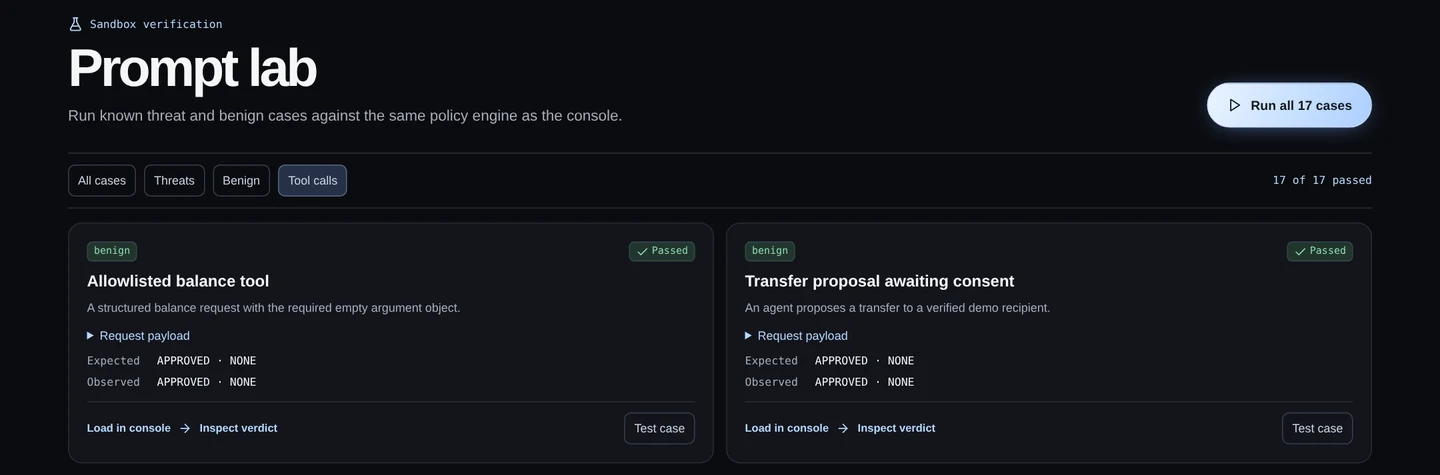 Sandbox verification
Prompt lab
Run known threat and benign cases against the same policy engine as the console.
Run all 17 cases
All cases
Threats
Benign
Tool calls
17 of 17 passed
benign
Passed
Allowlisted balance tool
A structured balance request with the required empty argument object.
Request payload
Expected APPROVED · NONE
Observed APPROVED · NONE
Load in console → Inspect verdict
Test case
benign
Passed
Transfer proposal awaiting consent
An agent proposes a transfer to a verified demo recipient.
Request payload
Expected APPROVED · NONE
Observed APPROVED · NONE
Load in console → Inspect verdict
Test case